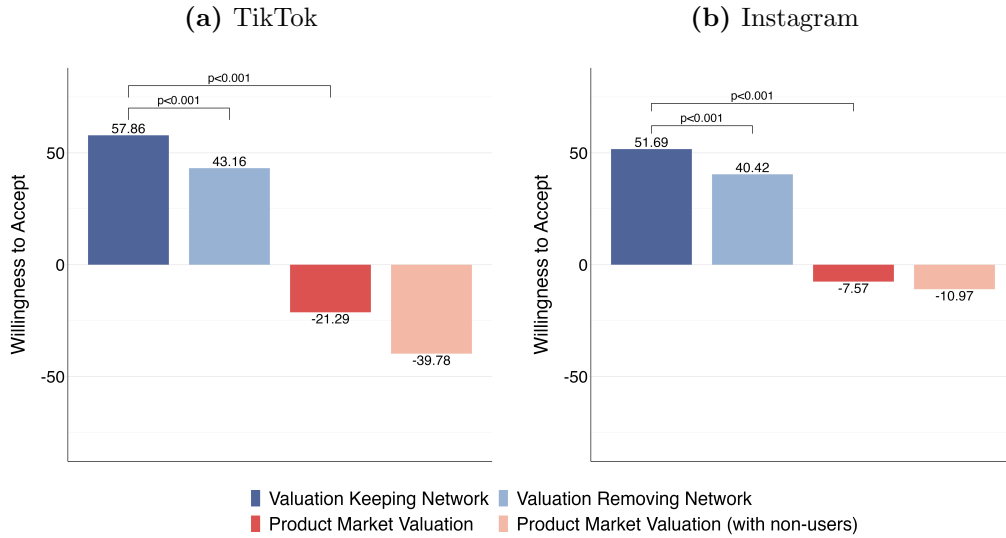 (a) TikTok
Willingness to Accept
50
0
-50
p<0.001
p<0.001
57.86
43.16
-21.29
-39.78
(b) Instagram
Willingness to Accept
50
0
-50
p<0.001
p<0.001
51.69
40.42
-7.57
-10.97
Valuation Keeping Network
Valuation Removing Network
Product Market Valuation
Product Market Valuation (with non-users)